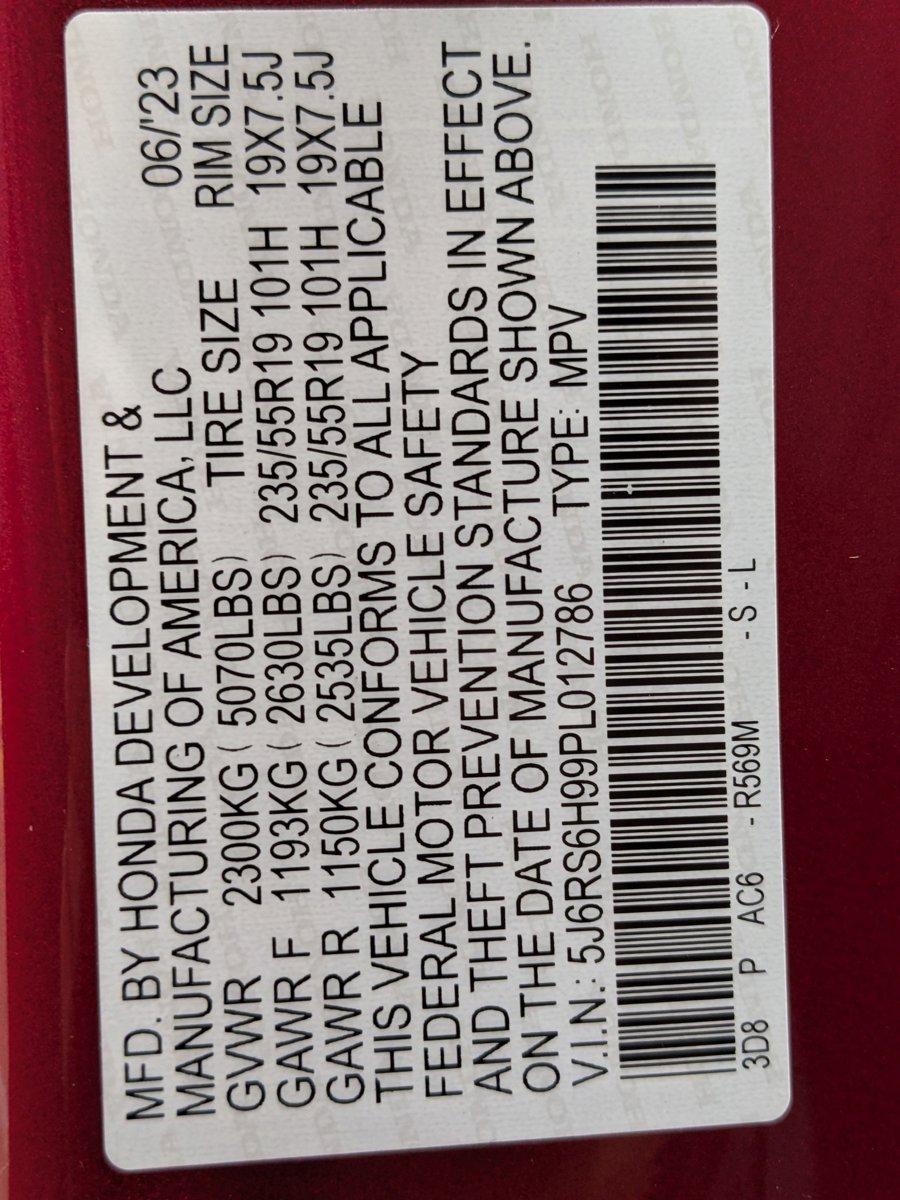 MFD. BY HONDA DEVELOPMENT &
MANUFACTURING OF AMERICA, LLC 06/'23
GVWR 2300KG ( 5070LBS) TIRE SIZE RIM SIZE
GAWR F 1193KG ( 2630LBS) 235/55R19 101H 19X7.5J
GAWR R 1150KG ( 2535LBS) 235/55R19 101H 19X7.5J
THIS VEHICLE CONFORMS TO ALL APPLICABLE
FEDERAL MOTOR VEHICLE SAFETY
AND THEFT PREVENTION STANDARDS IN EFFECT
ON THE DATE OF MANUFACTURE SHOWN ABOVE.
V.I.N.: 5J6RS6H99PL012786 TYPE: MPV
3D8 P AC6 - R569M - S - L